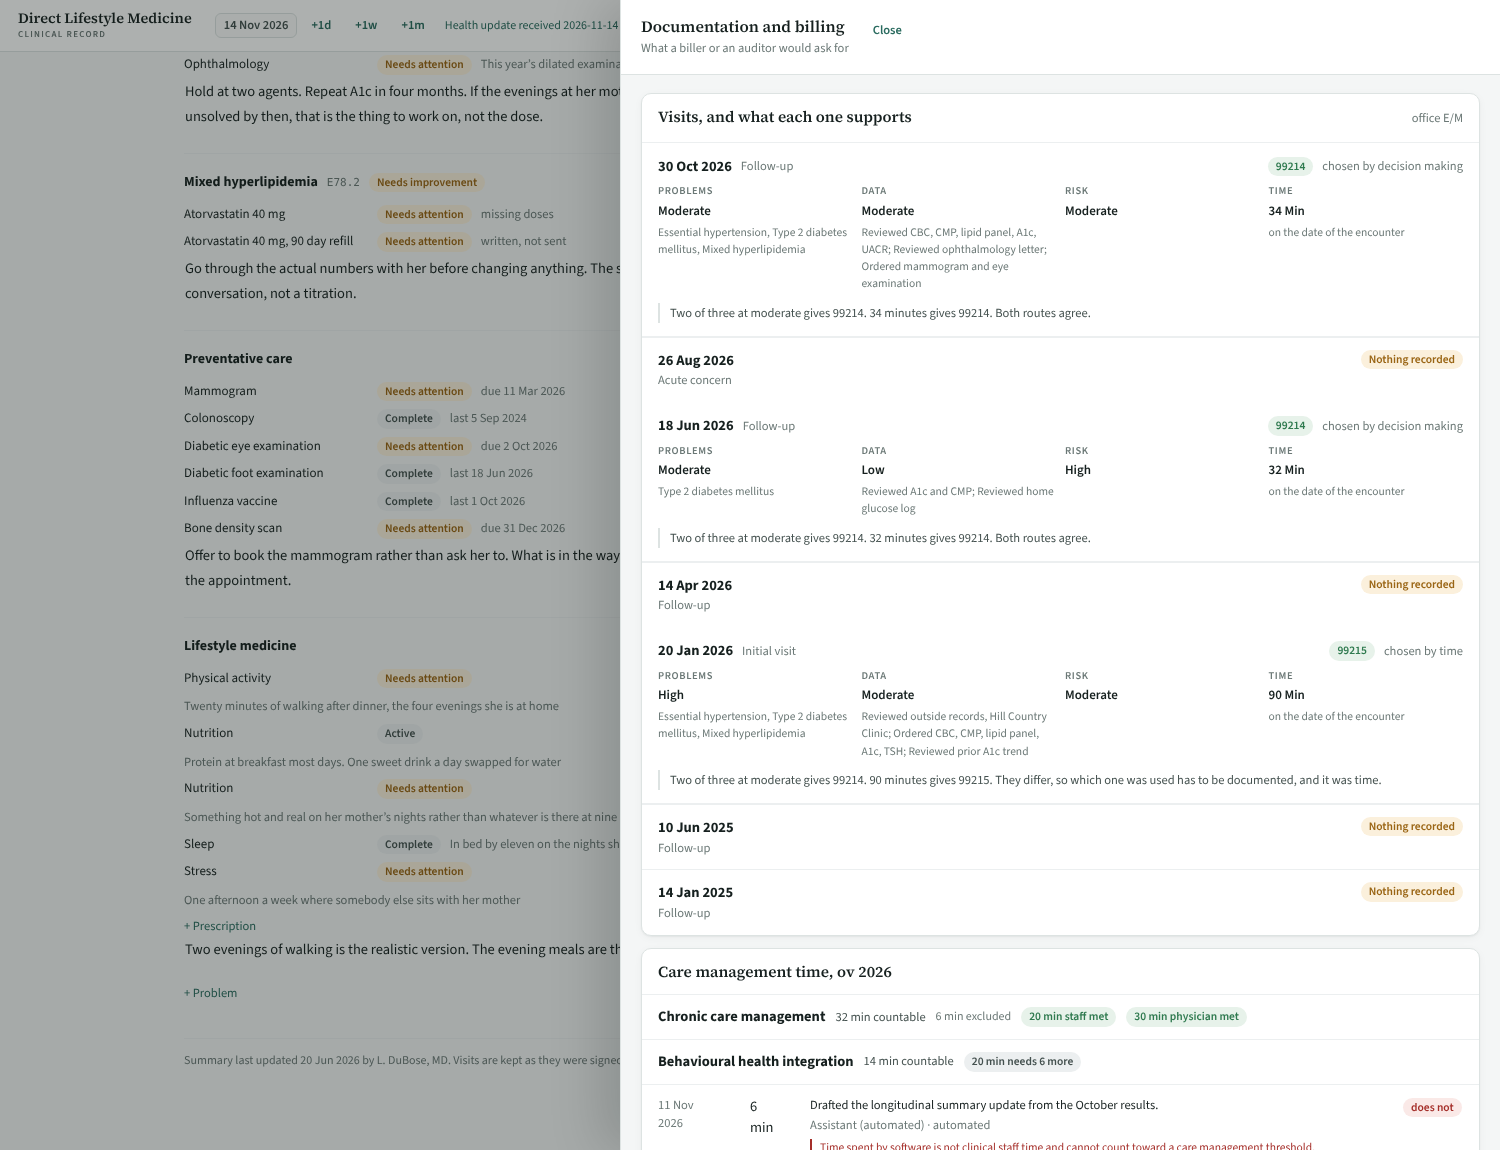 Direct Lifestyle Medicine
CLINICAL RECORD
14 Nov 2026 +1d +1w +1m Health update received 2026-11-14
Ophthalmology Needs attention This year's dilated examina
Hold at two agents. Repeat A1c in four months. If the evenings at her mot
unsolved by then, that is the thing to work on, not the dose.
Mixed hyperlipidemia E78.2 Needs improvement
Atorvastatin 40 mg Needs attention missing doses
Atorvastatin 40 mg, 90 day refill Needs attention written, not sent
Go through the actual numbers with her before changing anything. The s
conversation, not a titration.
Preventative care
Mammogram Needs attention due 11 Mar 2026
Colonoscopy Complete last 5 Sep 2024
Diabetic eye examination Needs attention due 2 Oct 2026
Diabetic foot examination Complete last 18 Jun 2026
Influenza vaccine Complete last 1 Oct 2026
Bone density scan Needs attention due 31 Dec 2026
Offer to book the mammogram rather than ask her to. What is in the way
the appointment.
Lifestyle medicine
Physical activity Needs attention
Twenty minutes of walking after dinner, the four evenings she is at home
Nutrition Active
Protein at breakfast most days. One sweet drink a day swapped for water
Nutrition Needs attention
Something hot and real on her mother's nights rather than whatever is there at nine
Sleep Complete In bed by eleven on the nights sh
Stress Needs attention
One afternoon a week where somebody else sits with her mother
+ Prescription
Two evenings of walking is the realistic version. The evening meals are th
+ Problem
Summary last updated 20 Jun 2026 by L. DuBose, MD. Visits are kept as they were signed
Documentation and billing Close
What a biller or an auditor would ask for
Visits, and what each one supports office E/M
30 Oct 2026 Follow-up 99214 chosen by decision making
PROBLEMS DATA RISK TIME
Moderate Moderate Moderate 34 Min
Essential hypertension, Type 2 diabetes Reviewed CBC, CMP, lipid panel, A1c, on the date of the encounter
mellitus, Mixed hyperlipidemia UACR; Reviewed ophthalmology letter;
Ordered mammogram and eye
examination
Two of three at moderate gives 99214. 34 minutes gives 99214. Both routes agree.
26 Aug 2026 Nothing recorded
Acute concern
18 Jun 2026 Follow-up 99214 chosen by decision making
PROBLEMS DATA RISK TIME
Moderate Low High 32 Min
Type 2 diabetes mellitus Reviewed A1c and CMP; Reviewed home on the date of the encounter
glucose log
Two of three at moderate gives 99214. 32 minutes gives 99214. Both routes agree.
14 Apr 2026 Nothing recorded
Follow-up
20 Jan 2026 Initial visit 99215 chosen by time
PROBLEMS DATA RISK TIME
High Moderate Moderate 90 Min
Essential hypertension, Type 2 diabetes Reviewed outside records, Hill Country on the date of the encounter
mellitus, Mixed hyperlipidemia Clinic; Ordered CBC, CMP, lipid panel,
A1c, TSH; Reviewed prior A1c trend
Two of three at moderate gives 99214. 90 minutes gives 99215. They differ, so which one was used has to be documented, and it was time.
10 Jun 2025 Nothing recorded
Follow-up
14 Jan 2025 Nothing recorded
Follow-up
Care management time, ov 2026
Chronic care management 32 min countable 6 min excluded 20 min staff met 30 min physician met
Behavioural health integration 14 min countable 20 min needs 6 more
11 Nov 6 Drafted the longitudinal summary update from the October results. does not
2026 min Assistant (automated) · automated
Time spent by software is not clinical staff time and cannot count toward a care management threshold